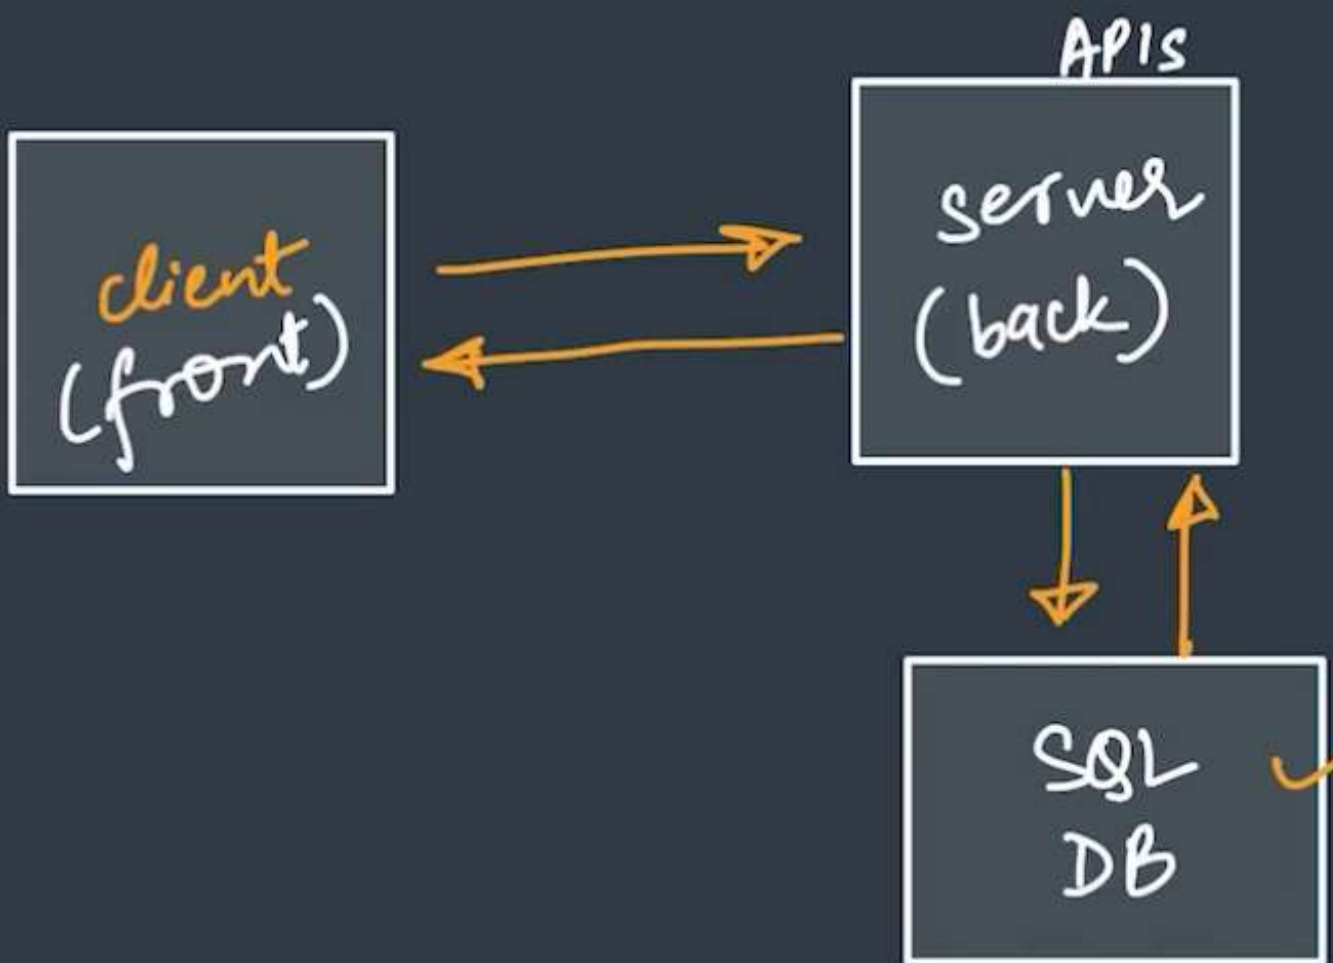 APIs
client
(front)
server
(back)
SQL
DB